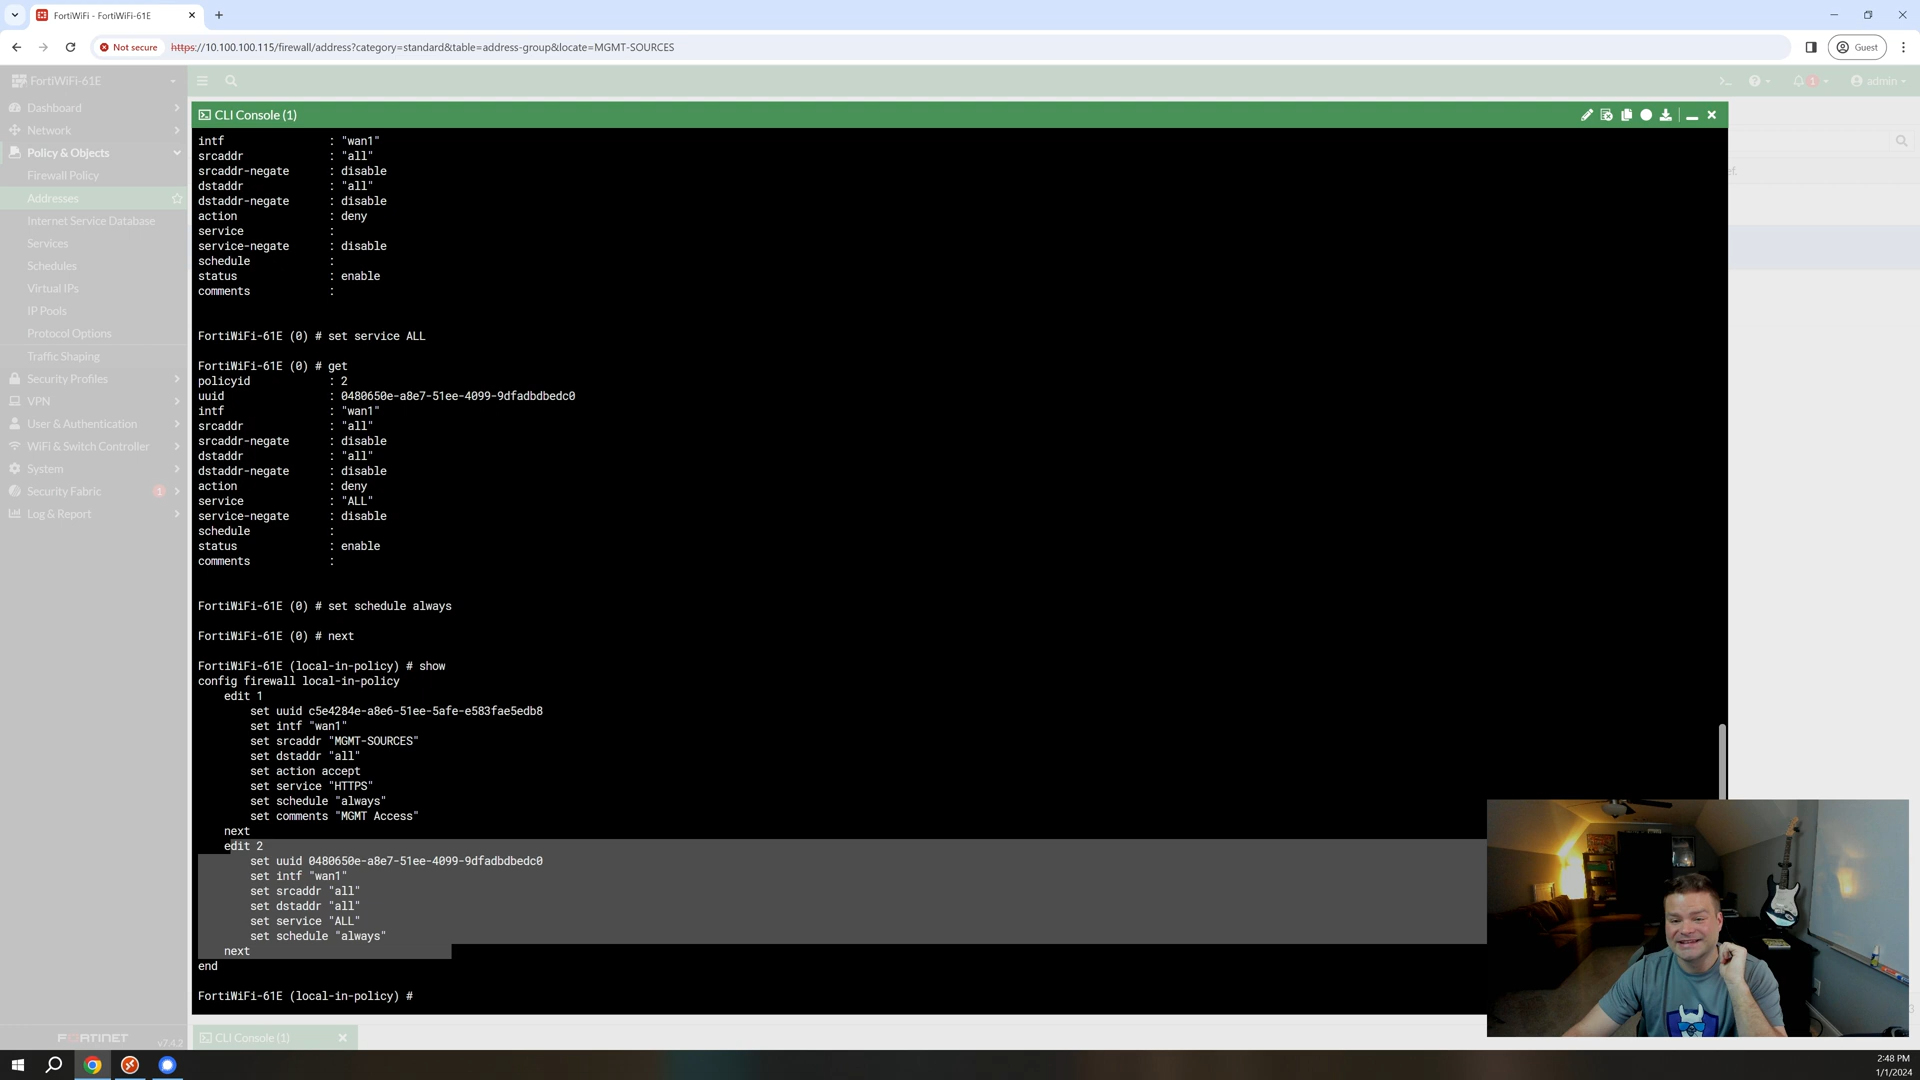 FortiWiFi - FortiWiFi-61E
Not secure
https://10.100.100.115/firewall/address?category=standard&table=address-group&locate=MGMT-SOURCES
Guest
FortiWiFi-61E
1
admin
Dashboard
Network
Policy & Objects
Firewall Policy
Addresses
Internet Service Database
Services
Schedules
Virtual IPs
IP Pools
Protocol Options
Traffic Shaping
Security Profiles
VPN
User & Authentication
WiFi & Switch Controller
System
Security Fabric 1
Log & Report
FORTINET
v7.4.2
CLI Console (1)
intf : "wan1"
srcaddr : "all"
srcaddr-negate : disable
dstaddr : "all"
dstaddr-negate : disable
action : deny
service :
service-negate : disable
schedule :
status : enable
comments :
FortiWiFi-61E (0) # set service ALL
FortiWiFi-61E (0) # get
policyid : 2
uuid : 0480650e-a8e7-51ee-4099-9dfadbdbedc0
intf : "wan1"
srcaddr : "all"
srcaddr-negate : disable
dstaddr : "all"
dstaddr-negate : disable
action : deny
service : "ALL"
service-negate : disable
schedule :
status : enable
comments :
FortiWiFi-61E (0) # set schedule always
FortiWiFi-61E (0) # next
FortiWiFi-61E (local-in-policy) # show
config firewall local-in-policy
edit 1
set uuid c5e4284e-a8e6-51ee-5afe-e583fae5edb8
set intf "wan1"
set srcaddr "MGMT-SOURCES"
set dstaddr "all"
set action accept
set service "HTTPS"
set schedule "always"
set comments "MGMT Access"
next
edit 2
set uuid 0480650e-a8e7-51ee-4099-9dfadbdbedc0
set intf "wan1"
set srcaddr "all"
set dstaddr "all"
set service "ALL"
set schedule "always"
next
end
FortiWiFi-61E (local-in-policy) #
CLI Console (1)
2:48 PM
1/1/2024